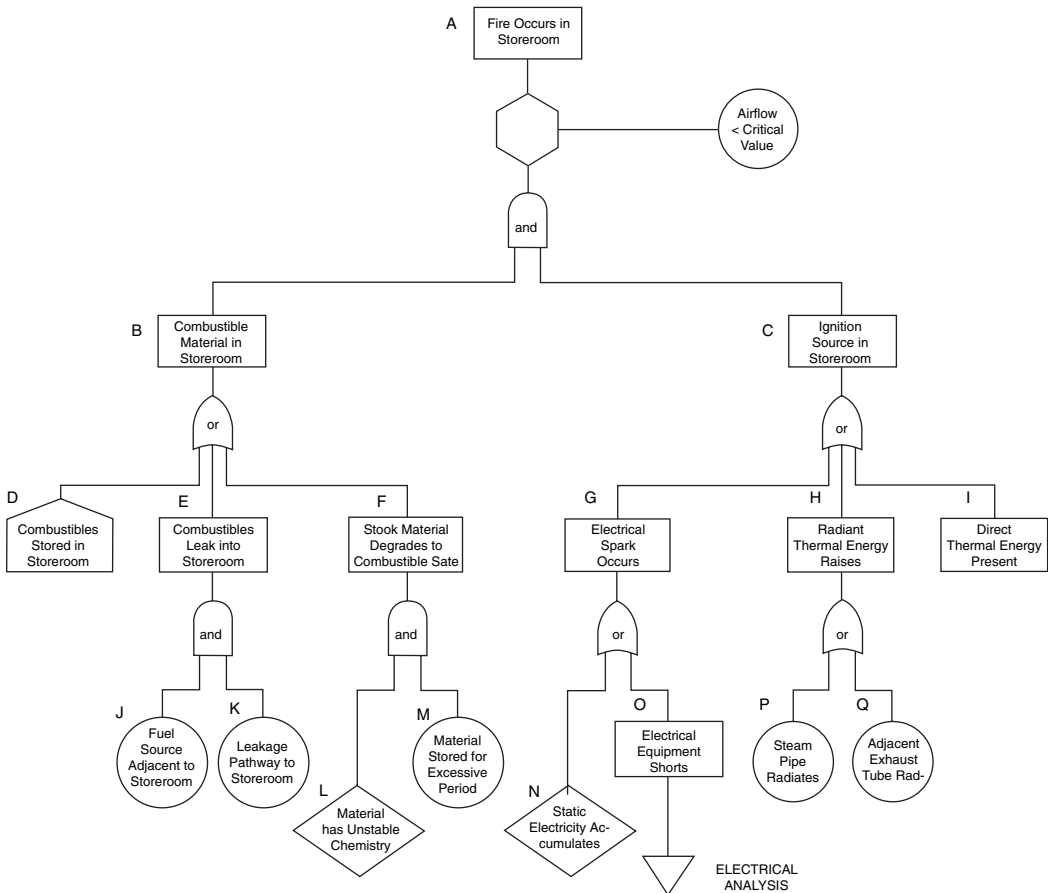 A
Fire Occurs in
Storeroom
Airflow
< Critical
Value
and
B
Combustible
Material in
Storeroom
C
Ignition
Source in
Storeroom
or
or
D
Combustibles
Stored in
Storeroom
E
Combustibles
Leak into
Storeroom
F
Stook Material
Degrades to
Combustible Sate
G
Electrical
Spark
Occurs
H
Radiant
Thermal Energy
Raises
I
Direct
Thermal Energy
Present
and
and
or
or
J
Fuel
Source
Adjacent to
Storeroom
K
Leakage
Pathway to
Storeroom
L
Material
has Unstable
Chemistry
M
Material
Stored for
Excessive
Period
N
Static
Electricity Ac-
cumulates
O
Electrical
Equipment
Shorts
P
Steam
Pipe
Radiates
Q
Adjacent
Exhaust
Tube Rad-
ELECTRICAL
ANALYSIS